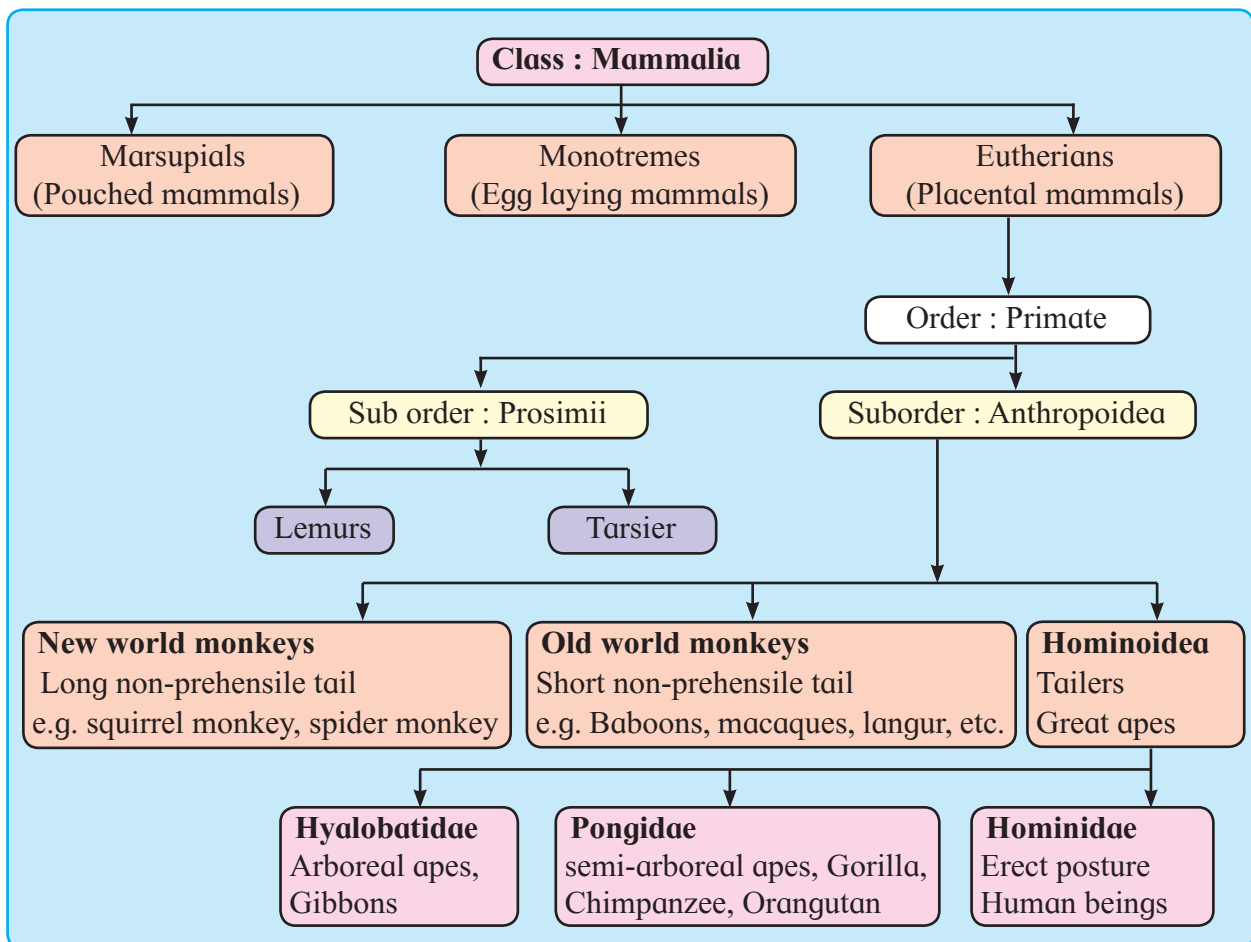 Class : Mammalia
Marsupials
(Pouched mammals)
Monotremes
(Egg laying mammals)
Eutherians
(Placental mammals)
Order : Primate
Sub order : Prosimii
Suborder : Anthropoidea
Lemurs
Tarsier
New world monkeys
Long non-prehensile tail
e.g. squirrel monkey, spider monkey
Old world monkeys
Short non-prehensile tail
e.g. Baboons, macaques, langur, etc.
Hominoidea
Tailers
Great apes
Hyalobatidae
Arboreal apes,
Gibbons
Pongidae
semi-arboreal apes, Gorilla,
Chimpanzee, Orangutan
Hominidae
Erect posture
Human beings